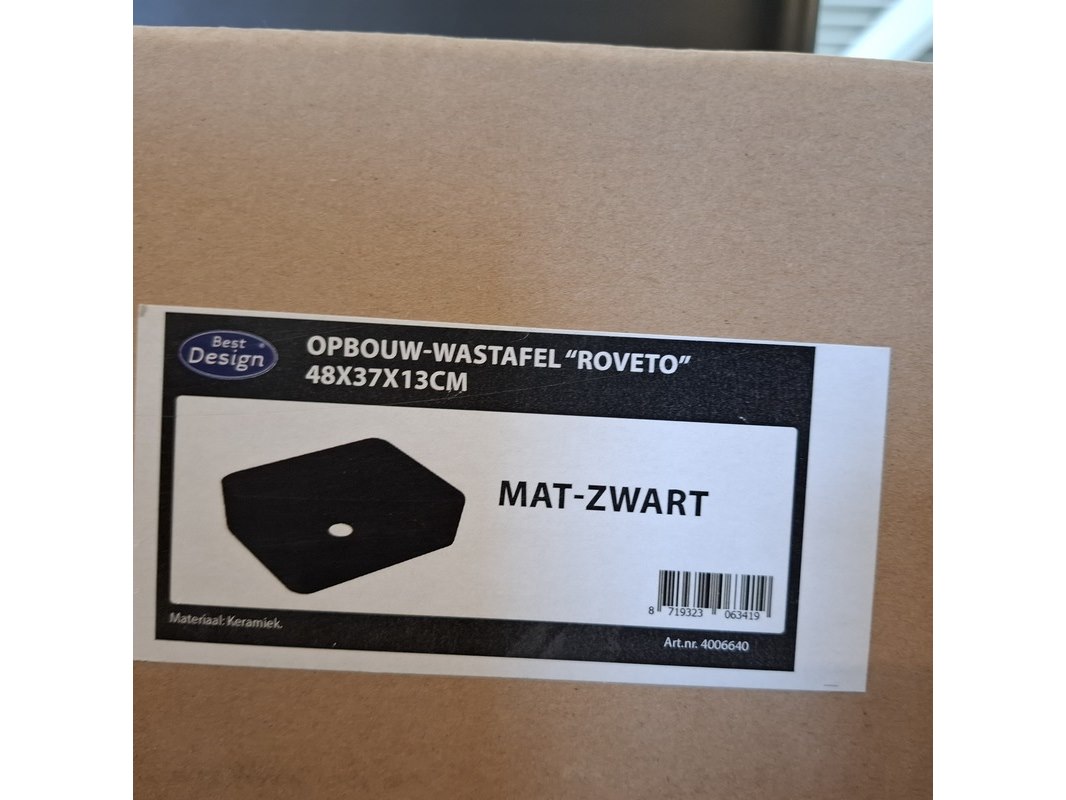 Best
Design
OPBOUW-WASTAFEL “ROVETO”
48X37X13CM
MAT-ZWART
8 719323 063419
Materiaal: Keramiek.
Art.nr. 4006640